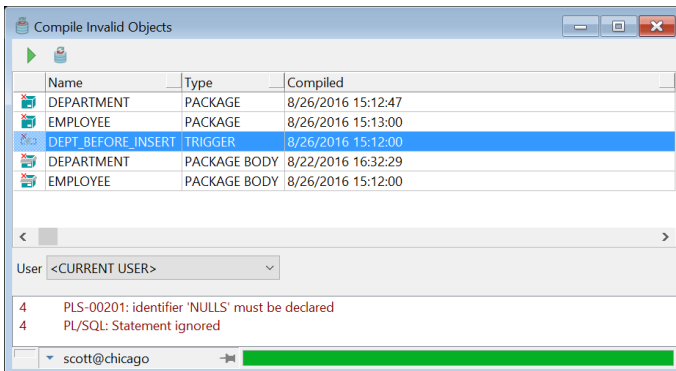 Compile Invalid Objects
Name Type Compiled
DEPARTMENT PACKAGE 8/26/2016 15:12:47
EMPLOYEE PACKAGE 8/26/2016 15:13:00
DEPT_BEFORE_INSERT TRIGGER 8/26/2016 15:12:00
DEPARTMENT PACKAGE BODY 8/22/2016 16:32:29
EMPLOYEE PACKAGE BODY 8/26/2016 15:12:00
User <CURRENT USER>
4 PLS-00201: identifier 'NULLS' must be declared
4 PL/SQL: Statement ignored
scott@chicago